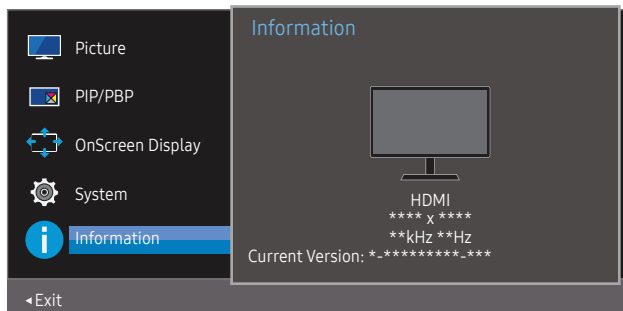 Picture
PIP/PBP
OnScreen Display
System
Information
Information
HDMI
**** x ****
**kHz **Hz
Current Version: *-*********-***
◂Exit